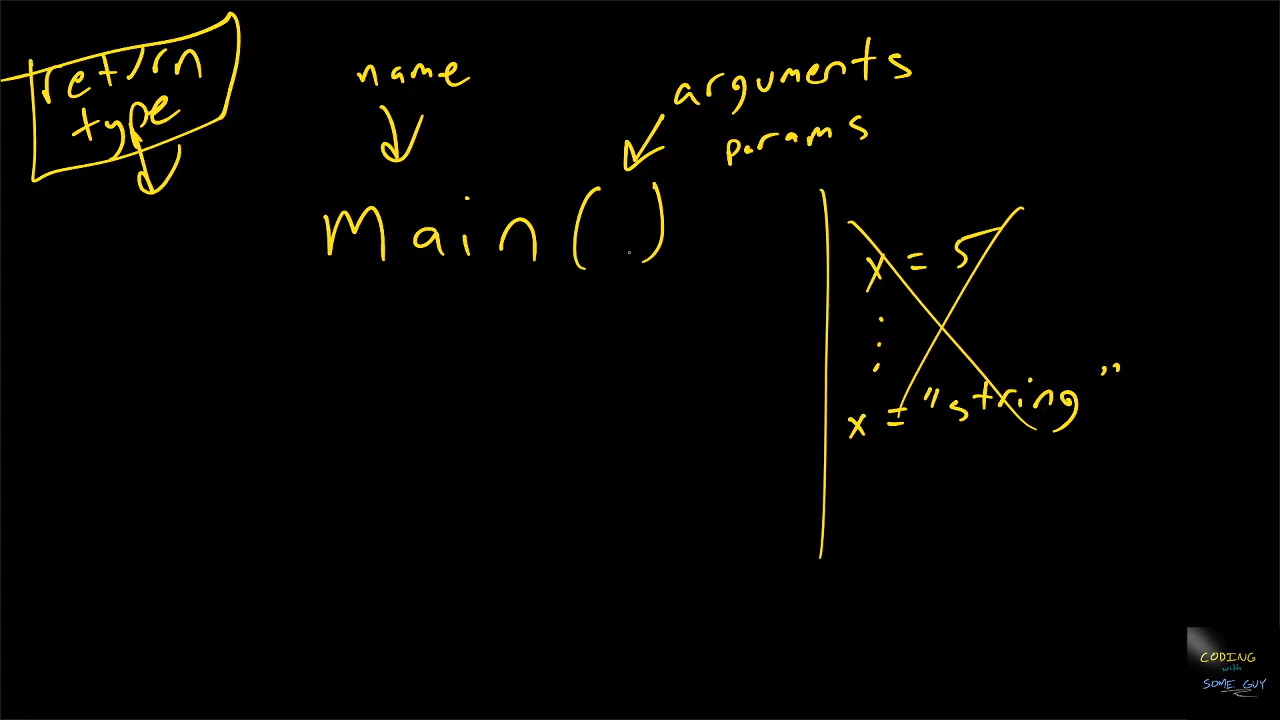 return
type
name
arguments
params
Main( )
x = 5
x = "string"
CODING
with
SOME GUY